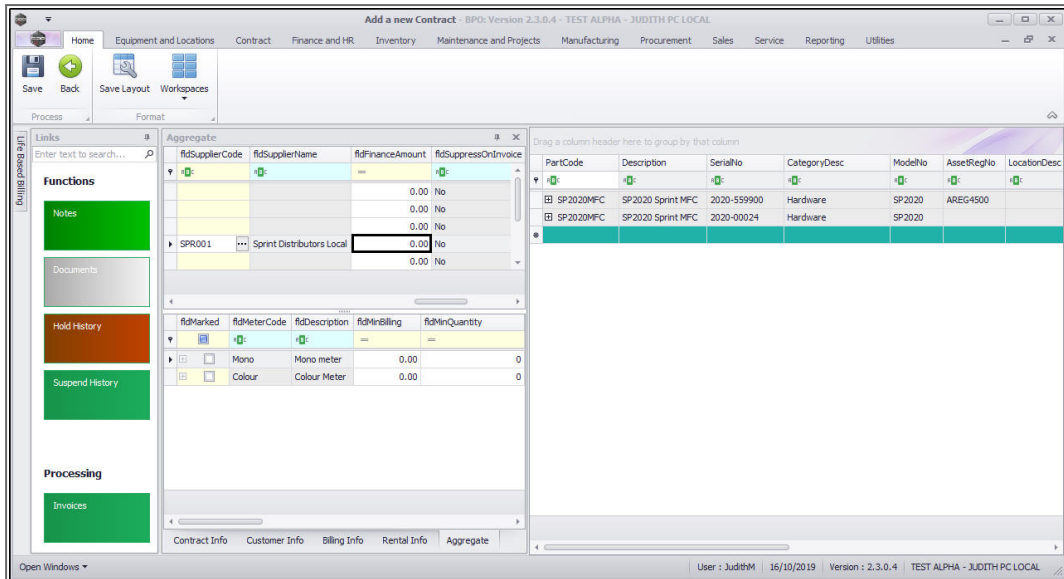 Add a new Contract - BPO: Version 2.3.0.4 - TEST ALPHA - JUDITH PC LOCAL
Home Equipment and Locations Contract Finance and HR Inventory Maintenance and Projects Manufacturing Procurement Sales Service Reporting Utilities
Save Back Save Layout Workspaces
Process Format
Life Based Billing
Links
Enter text to search...
Functions
Notes
Documents
Hold History
Suspend History
Processing
Invoices
Aggregate
fldSupplierCode fldSupplierName fldFinanceAmount fldSuppressOnInvoice
=
0.00 No
0.00 No
0.00 No
SPR001 ... Sprint Distributors Local 0.00 No
0.00 No
fldMarked fldMeterCode fldDescription fldMinBilling fldMinQuantity
= =
Mono Mono meter 0.00 0
Colour Colour Meter 0.00 0
Contract Info Customer Info Billing Info Rental Info Aggregate
Drag a column header here to group by that column
PartCode Description SerialNo CategoryDesc ModelNo AssetRegNo LocationDesc
SP2020MFC SP2020 Sprint MFC 2020-559900 Hardware SP2020 AREG4500
SP2020MFC SP2020 Sprint MFC 2020-00024 Hardware SP2020
Open Windows User : JudithM 16/10/2019 Version : 2.3.0.4 TEST ALPHA - JUDITH PC LOCAL